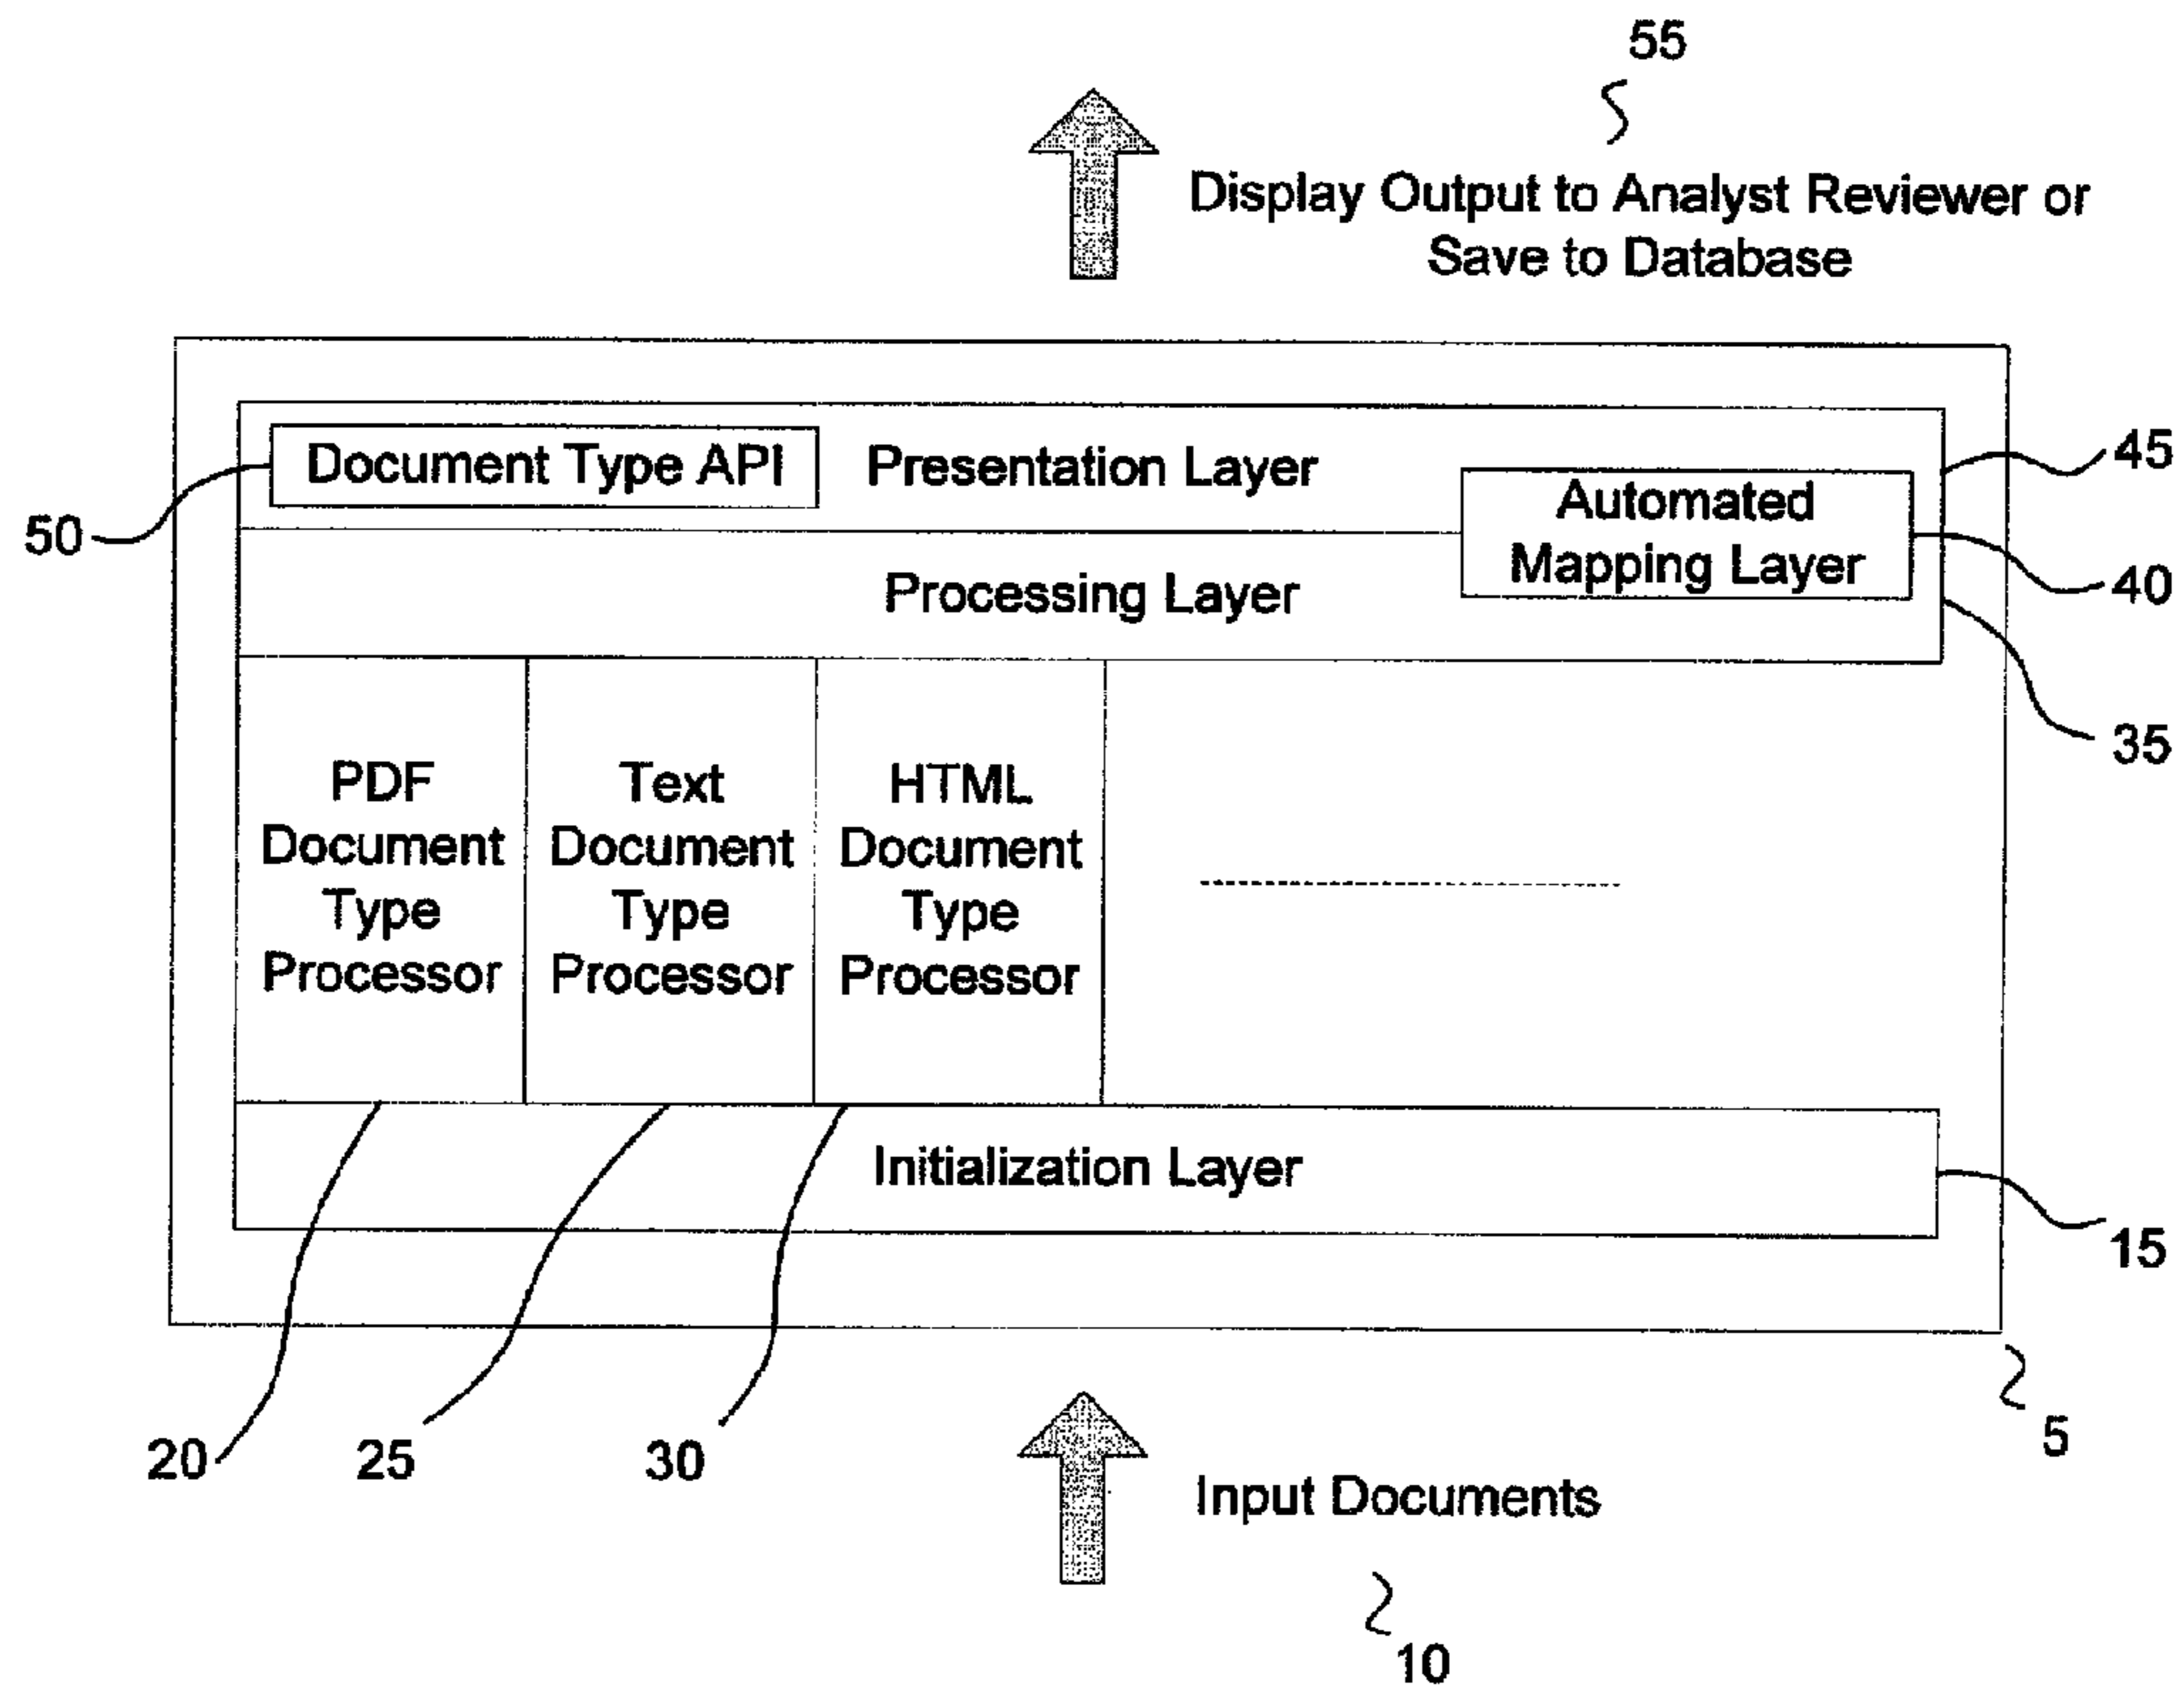 55
Display Output to Analyst Reviewer or
Save to Database
Document Type API
Presentation Layer
45
50
Automated
Mapping Layer
40
Processing Layer
35
PDF
Document
Type
Processor
Text
Document
Type
Processor
HTML
Document
Type
Processor
Initialization Layer
15
5
20
25
30
Input Documents
10